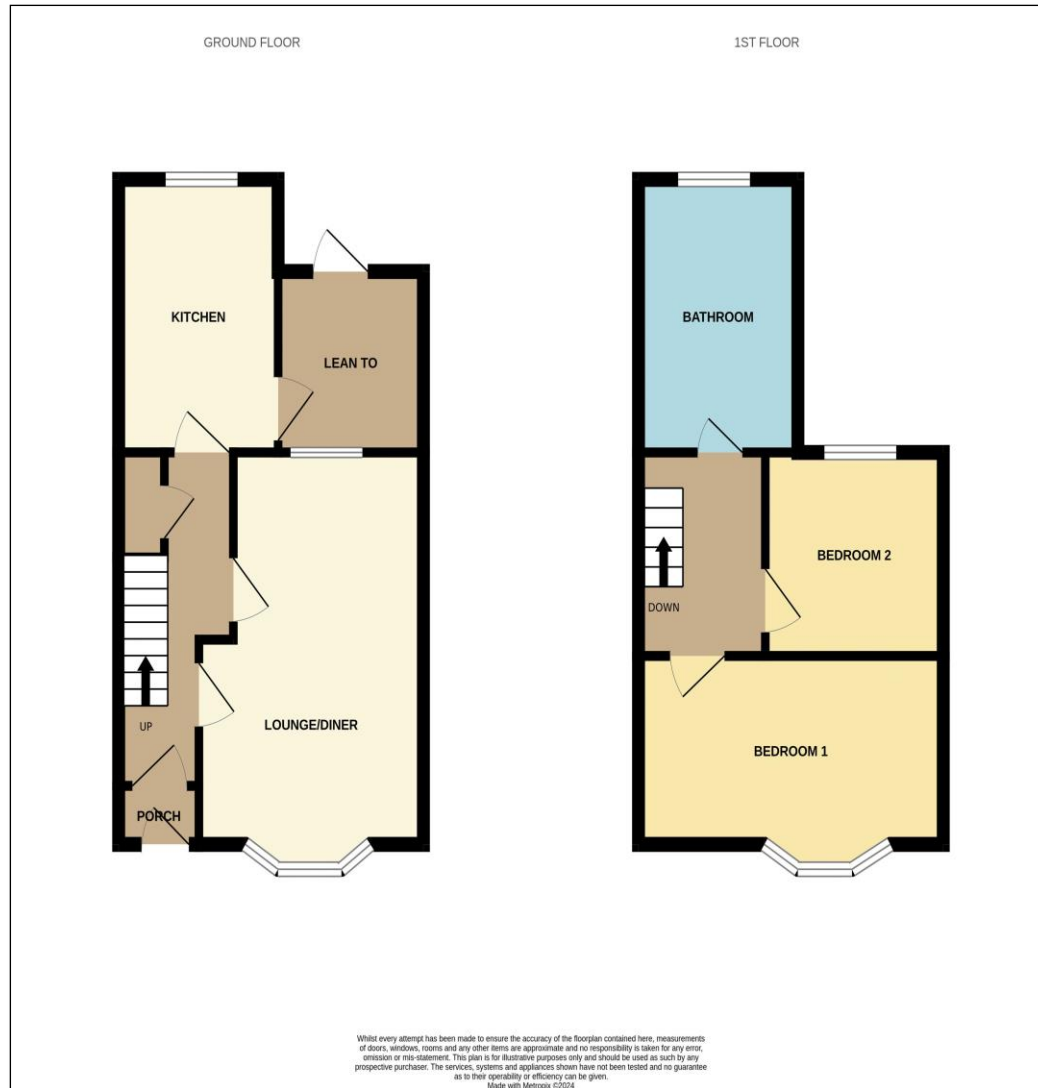 GROUND FLOOR
1ST FLOOR
KITCHEN
LEAN TO
BATHROOM
BEDROOM 2
DOWN
UP
LOUNGE/DINER
BEDROOM 1
PORCH
Whilst every attempt has been made to ensure the accuracy of the floorplan contained here, measurements
of doors, windows, rooms and any other items are approximate and no responsibility is taken for any error,
omission or mis-statement. This plan is for illustrative purposes only and should be used as such by any
prospective purchaser. The services, systems and appliances shown have not been tested and no guarantee
as to their operability or efficiency can be given.
Made with Metropix ©2024